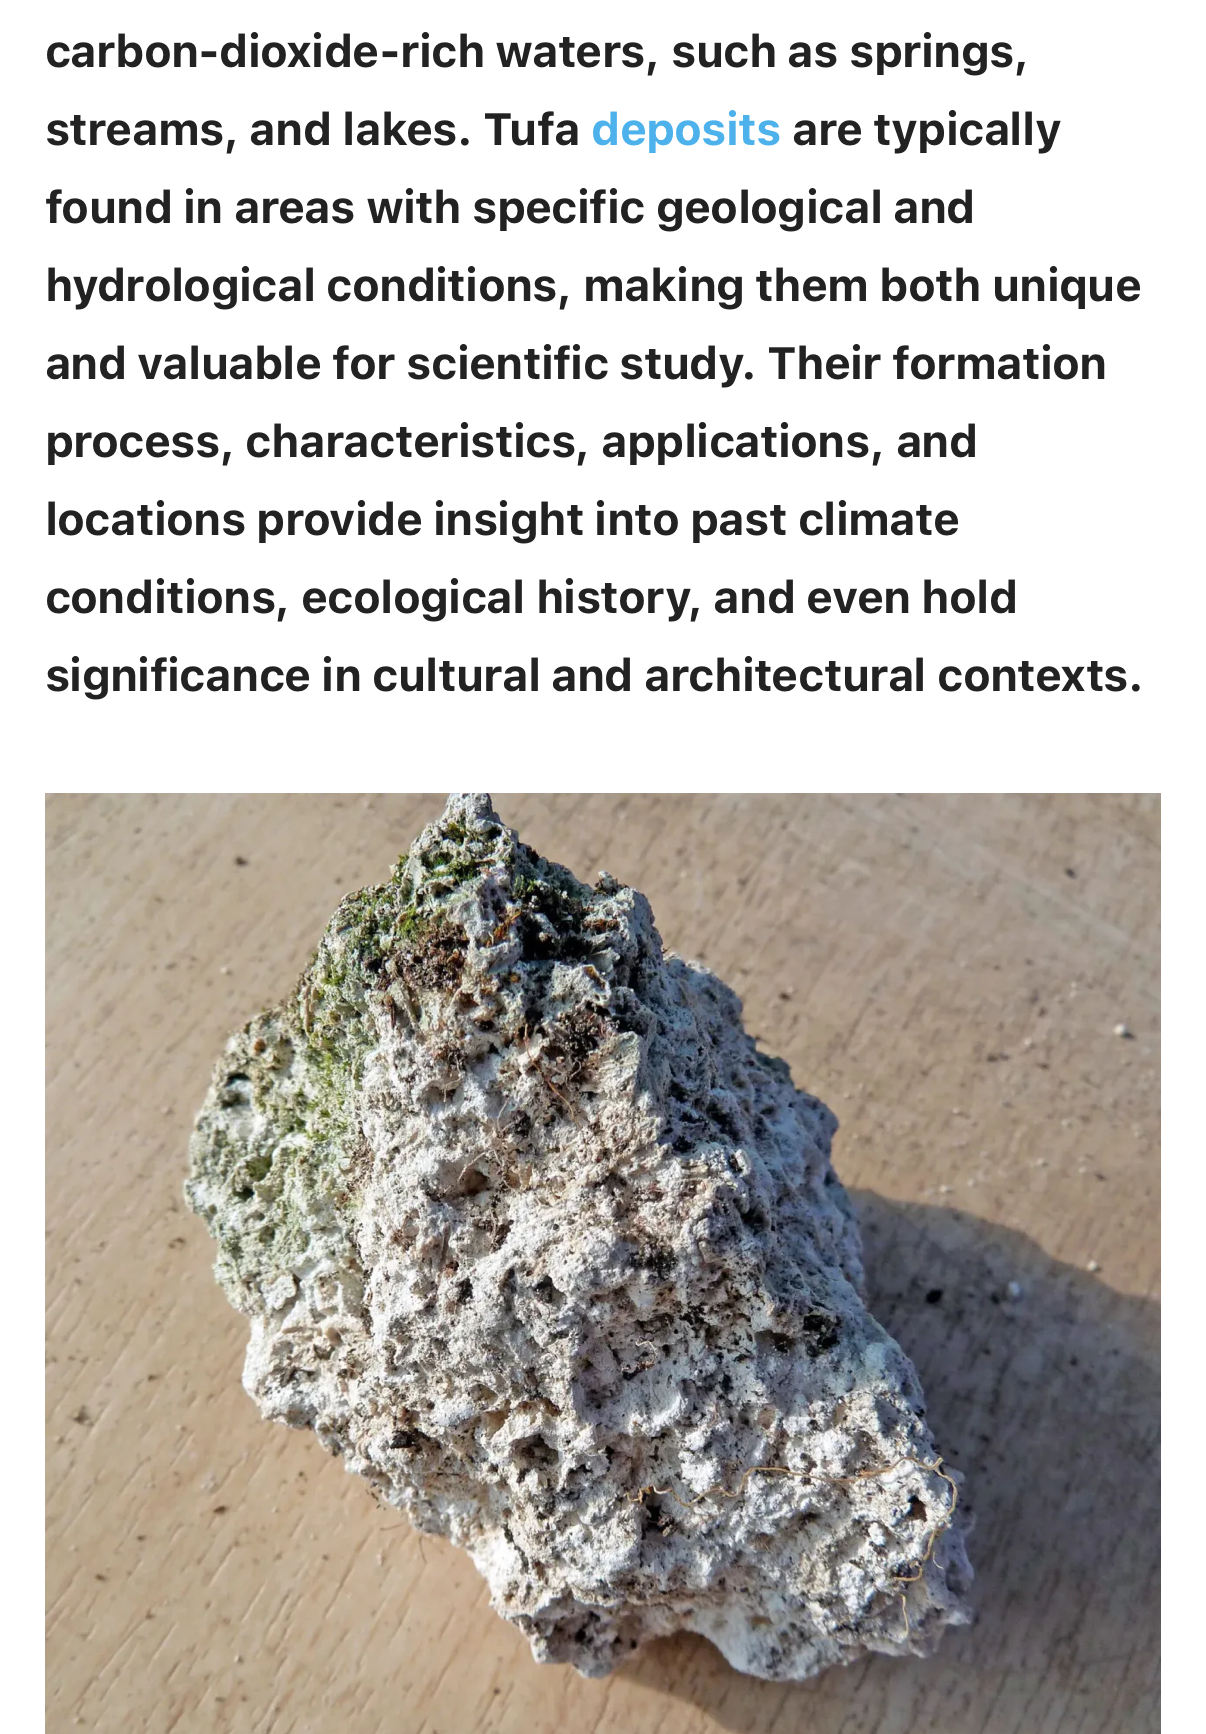 carbon-dioxide-rich waters, such as springs,
streams, and lakes. Tufa deposits are typically
found in areas with specific geological and
hydrological conditions, making them both unique
and valuable for scientific study. Their formation
process, characteristics, applications, and
locations provide insight into past climate
conditions, ecological history, and even hold
significance in cultural and architectural contexts.